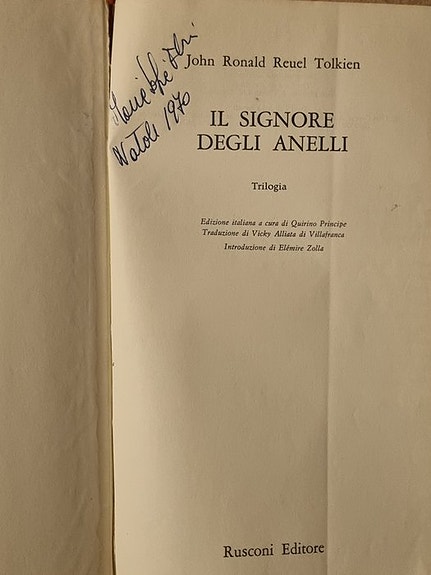 John Ronald Reuel Tolkien
1970
IL SIGNORE
DEGLI ANELLI
Trilogia
Edizione italiana a cura di Quirino Principe
Traduzione di Vicky Alliata di Villafranca
Introduzione di Elémire Zolla
Rusconi Editore